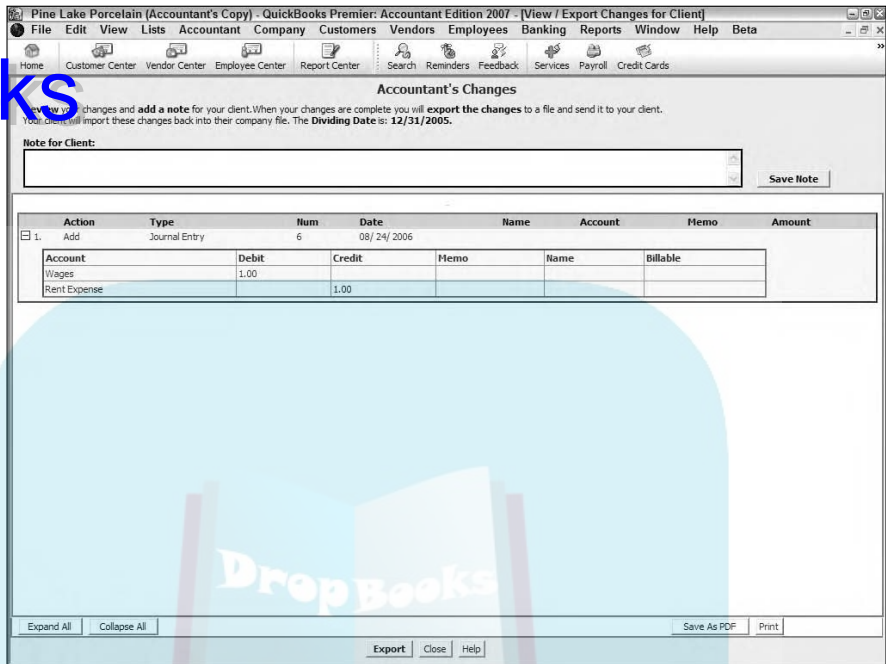 Pine Lake Porcelain (Accountant's Copy) - QuickBooks Premier: Accountant Edition 2007 - [View / Export Changes for Client]
File Edit View Lists Accountant Company Customers Vendors Employees Banking Reports Window Help Beta
Home Customer Center Vendor Center Employee Center Report Center Search Reminders Feedback Services Payroll Credit Cards
ks
Accountant's Changes
your changes and add a note for your client. When your changes are complete you will export the changes to a file and send it to your client.
Your client will import these changes back into their company file. The Dividing Date is: 12/31/2005.
Note for Client:
Save Note
Action Type Num Date Name Account Memo Amount
1. Add Journal Entry 6 08/24/2006
Account Debit Credit Memo Name Billable
Wages 1.00
Rent Expense 1.00
DropBooks
Expand All Collapse All Save As PDF Print
Export Close Help